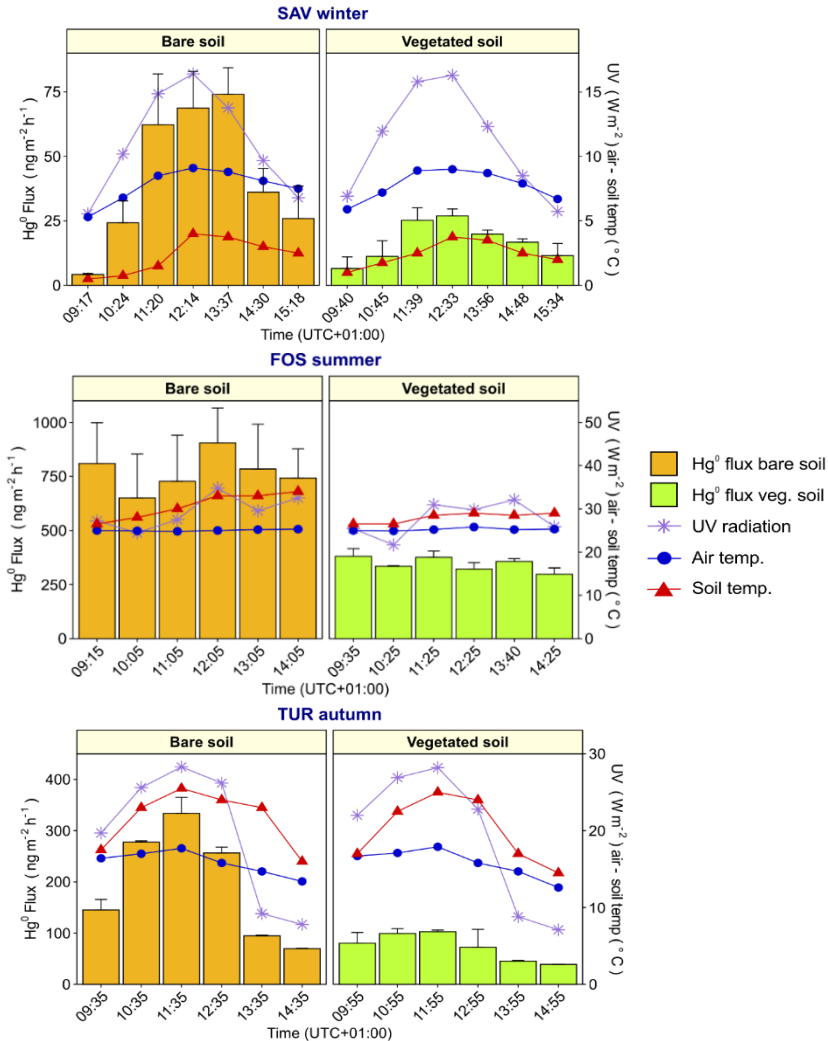 SAV winter
Bare soil
Vegetated soil
Hg⁰ Flux ( ng m⁻² h⁻¹ )
75
50
25
0
15
10
5
0
UV ( W m⁻² ) air - soil temp ( ° C )
09:17 10:24 11:20 12:14 13:37 14:30 15:18
09:40 10:45 11:39 12:33 13:56 14:48 15:34
Time (UTC+01:00)
FOS summer
Bare soil
Vegetated soil
Hg⁰ Flux ( ng m⁻² h⁻¹ )
1000
750
500
250
0
50
40
30
20
10
0
UV ( W m⁻² ) air - soil temp ( ° C )
09:15 10:05 11:05 12:05 13:05 14:05
09:35 10:25 11:25 12:25 13:40 14:25
Time (UTC+01:00)
Hg⁰ flux bare soil
Hg⁰ flux veg. soil
UV radiation
Air temp.
Soil temp.
TUR autumn
Bare soil
Vegetated soil
Hg⁰ Flux ( ng m⁻² h⁻¹ )
400
300
200
100
0
30
20
10
0
UV ( W m⁻² ) air - soil temp ( ° C )
09:35 10:35 11:35 12:35 13:35 14:35
09:55 10:55 11:55 12:55 13:55 14:55
Time (UTC+01:00)